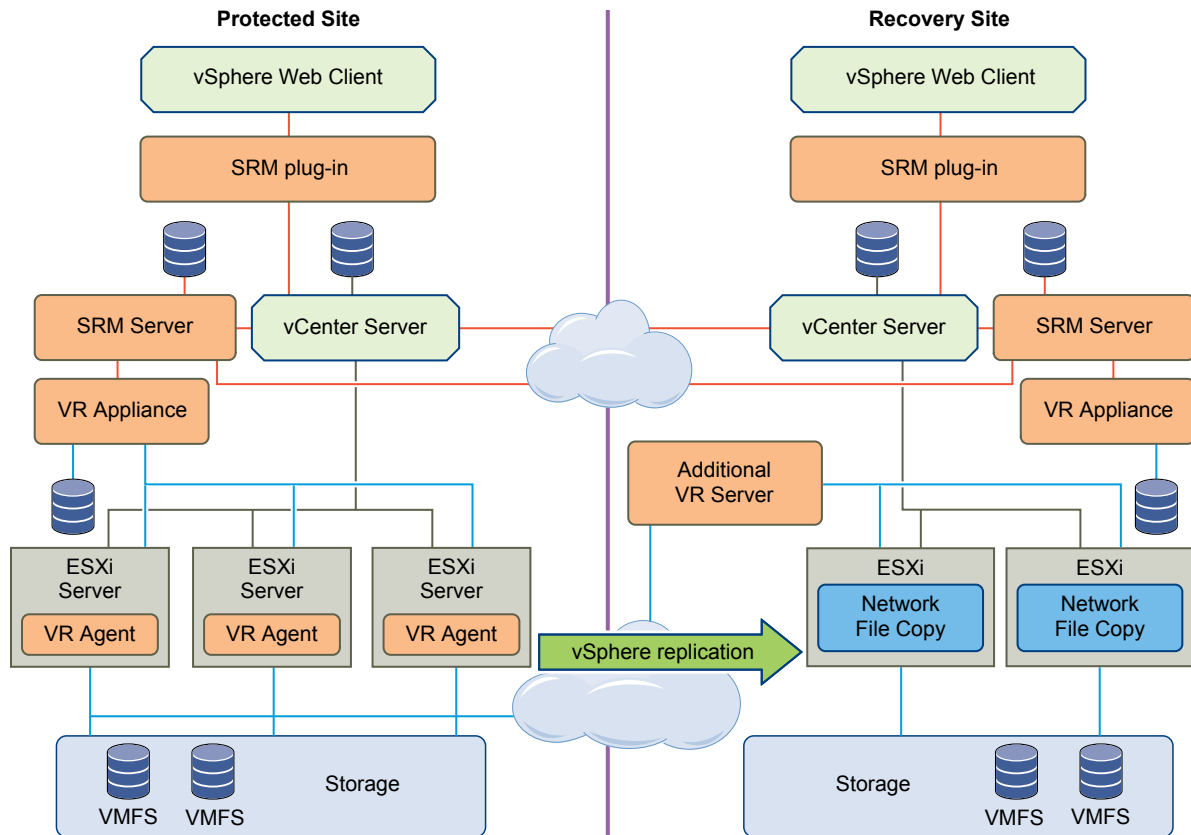 Protected Site
Recovery Site
vSphere Web Client
vSphere Web Client
SRM plug-in
SRM plug-in
SRM Server
vCenter Server
vCenter Server
SRM Server
VR Appliance
VR Appliance
Additional
VR Server
ESXi
Server
VR Agent
ESXi
Server
VR Agent
ESXi
Server
VR Agent
vSphere replication
ESXi
Network
File Copy
ESXi
Network
File Copy
Storage
VMFS
VMFS
Storage
VMFS
VMFS